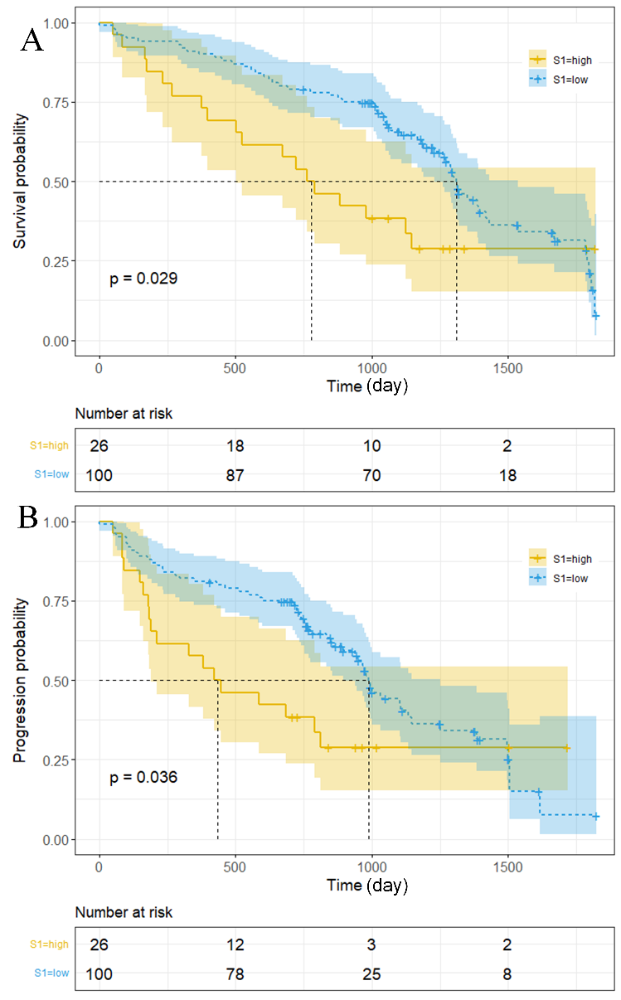 A
1.00
0.75
0.50
0.25
0.00
Survival probability
S1=high
S1=low
p = 0.029
0 500 1000 1500
Time (day)
Number at risk
S1=high 26 18 10 2
S1=low 100 87 70 18
B
1.00
0.75
0.50
0.25
0.00
Progression probability
S1=high
S1=low
p = 0.036
0 500 1000 1500
Time (day)
Number at risk
S1=high 26 12 3 2
S1=low 100 78 25 8